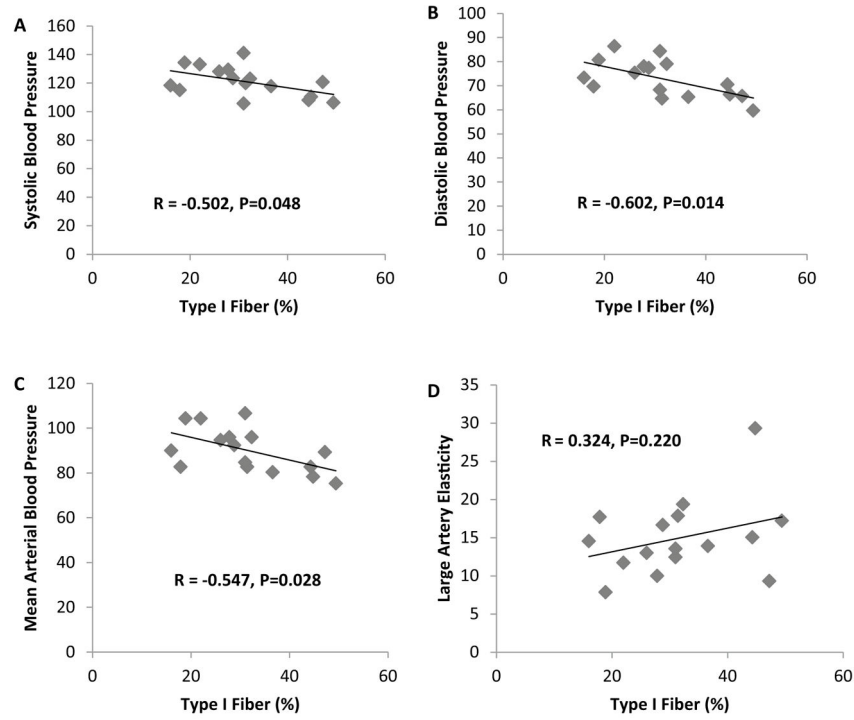 A
Systolic Blood Pressure
160
140
120
100
80
60
40
20
0
R = -0.502, P=0.048
0 20 40 60
Type I Fiber (%)
B
Diastolic Blood Pressure
100
90
80
70
60
50
40
30
20
10
0
R = -0.602, P=0.014
0 20 40 60
Type I Fiber (%)
C
Mean Arterial Blood Pressure
120
100
80
60
40
20
0
R = -0.547, P=0.028
0 20 40 60
Type I Fiber (%)
D
Large Artery Elasticity
35
30
25
20
15
10
5
0
R = 0.324, P=0.220
0 20 40 60
Type I Fiber (%)